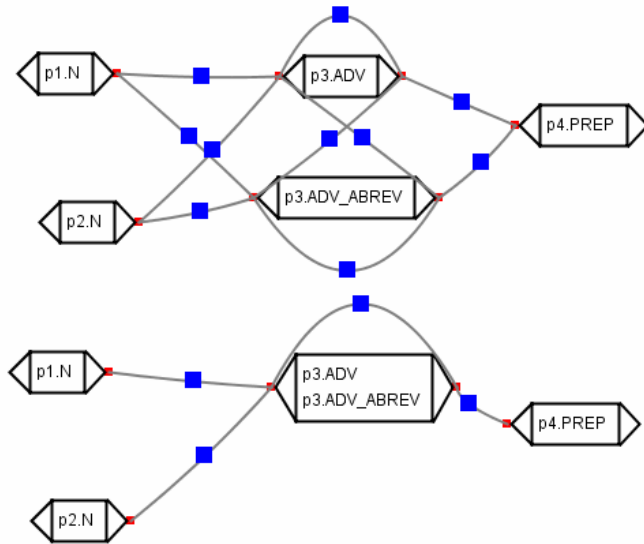 p1.N
p3.ADV
p4.PREP
p3.ADV_ABREV
p2.N
p1.N
p3.ADV
p3.ADV_ABREV
p4.PREP
p2.N